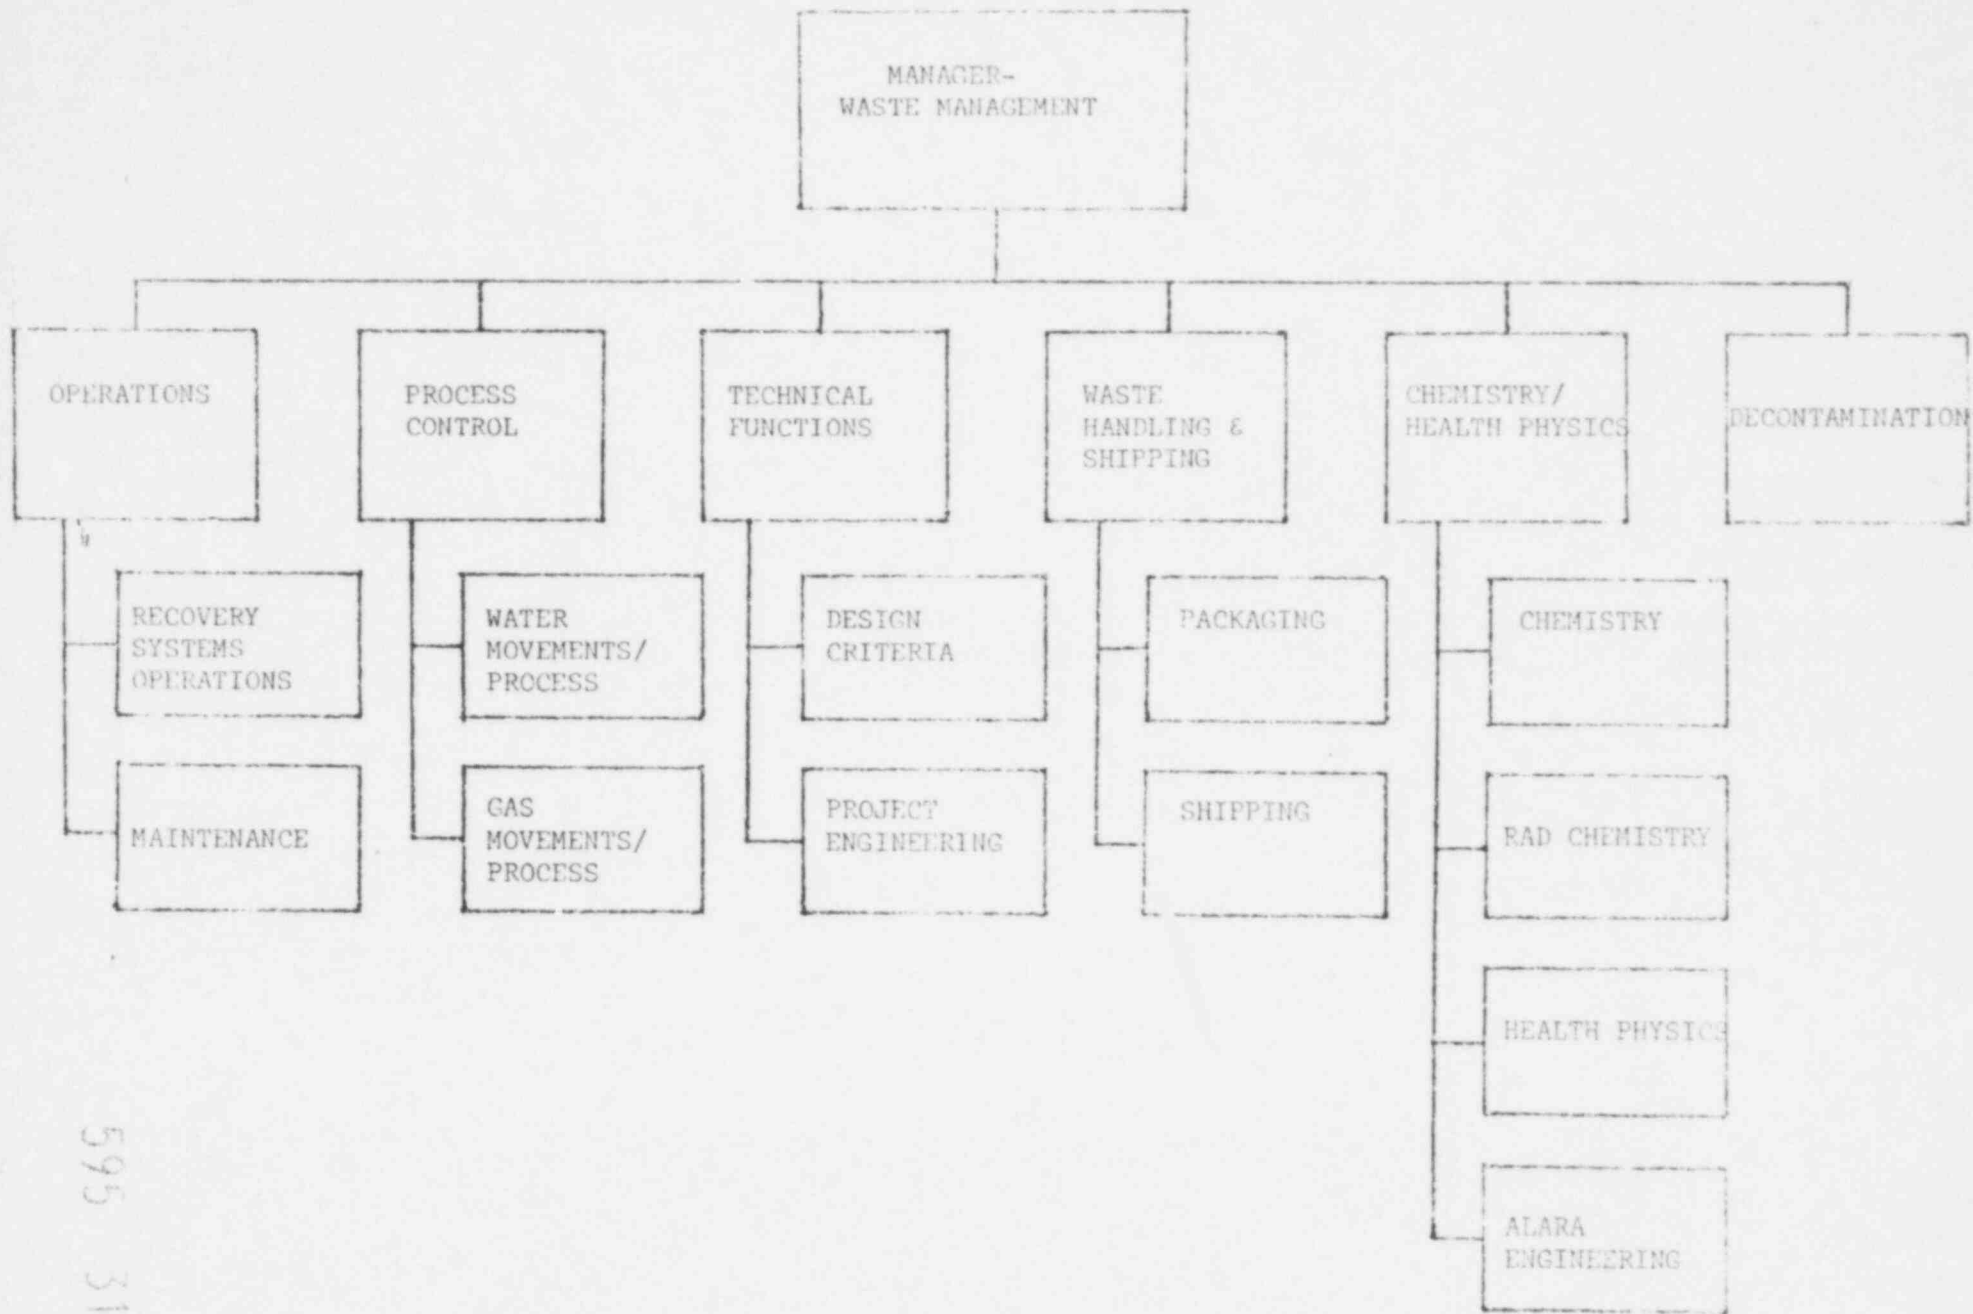 MANAGER-
WASTE MANAGEMENT
OPERATIONS
PROCESS
CONTROL
TECHNICAL
FUNCTIONS
WASTE
HANDLING &
SHIPPING
CHEMISTRY/
HEALTH PHYSICS
DECONTAMINATION
RECOVERY
SYSTEMS
OPERATIONS
WATER
MOVEMENTS/
PROCESS
DESIGN
CRITERIA
PACKAGING
CHEMISTRY
MAINTENANCE
GAS
MOVEMENTS/
PROCESS
PROJECT
ENGINEERING
SHIPPING
RAD CHEMISTRY
HEALTH PHYSICS
ALARA
ENGINEERING
595 31